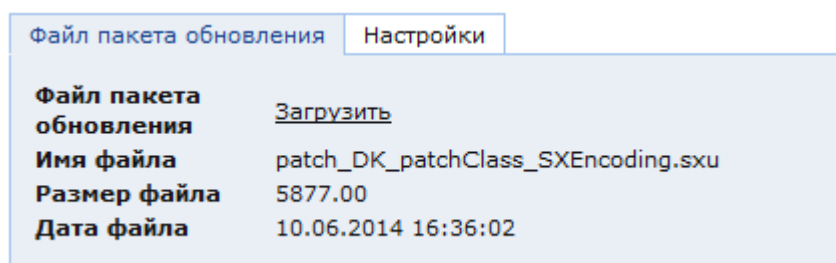 Файл пакета обновления Настройки
Файл пакета
обновления Загрузить
Имя файла patch_DK_patchClass_SXEncoding.sxu
Размер файла 5877.00
Дата файла 10.06.2014 16:36:02